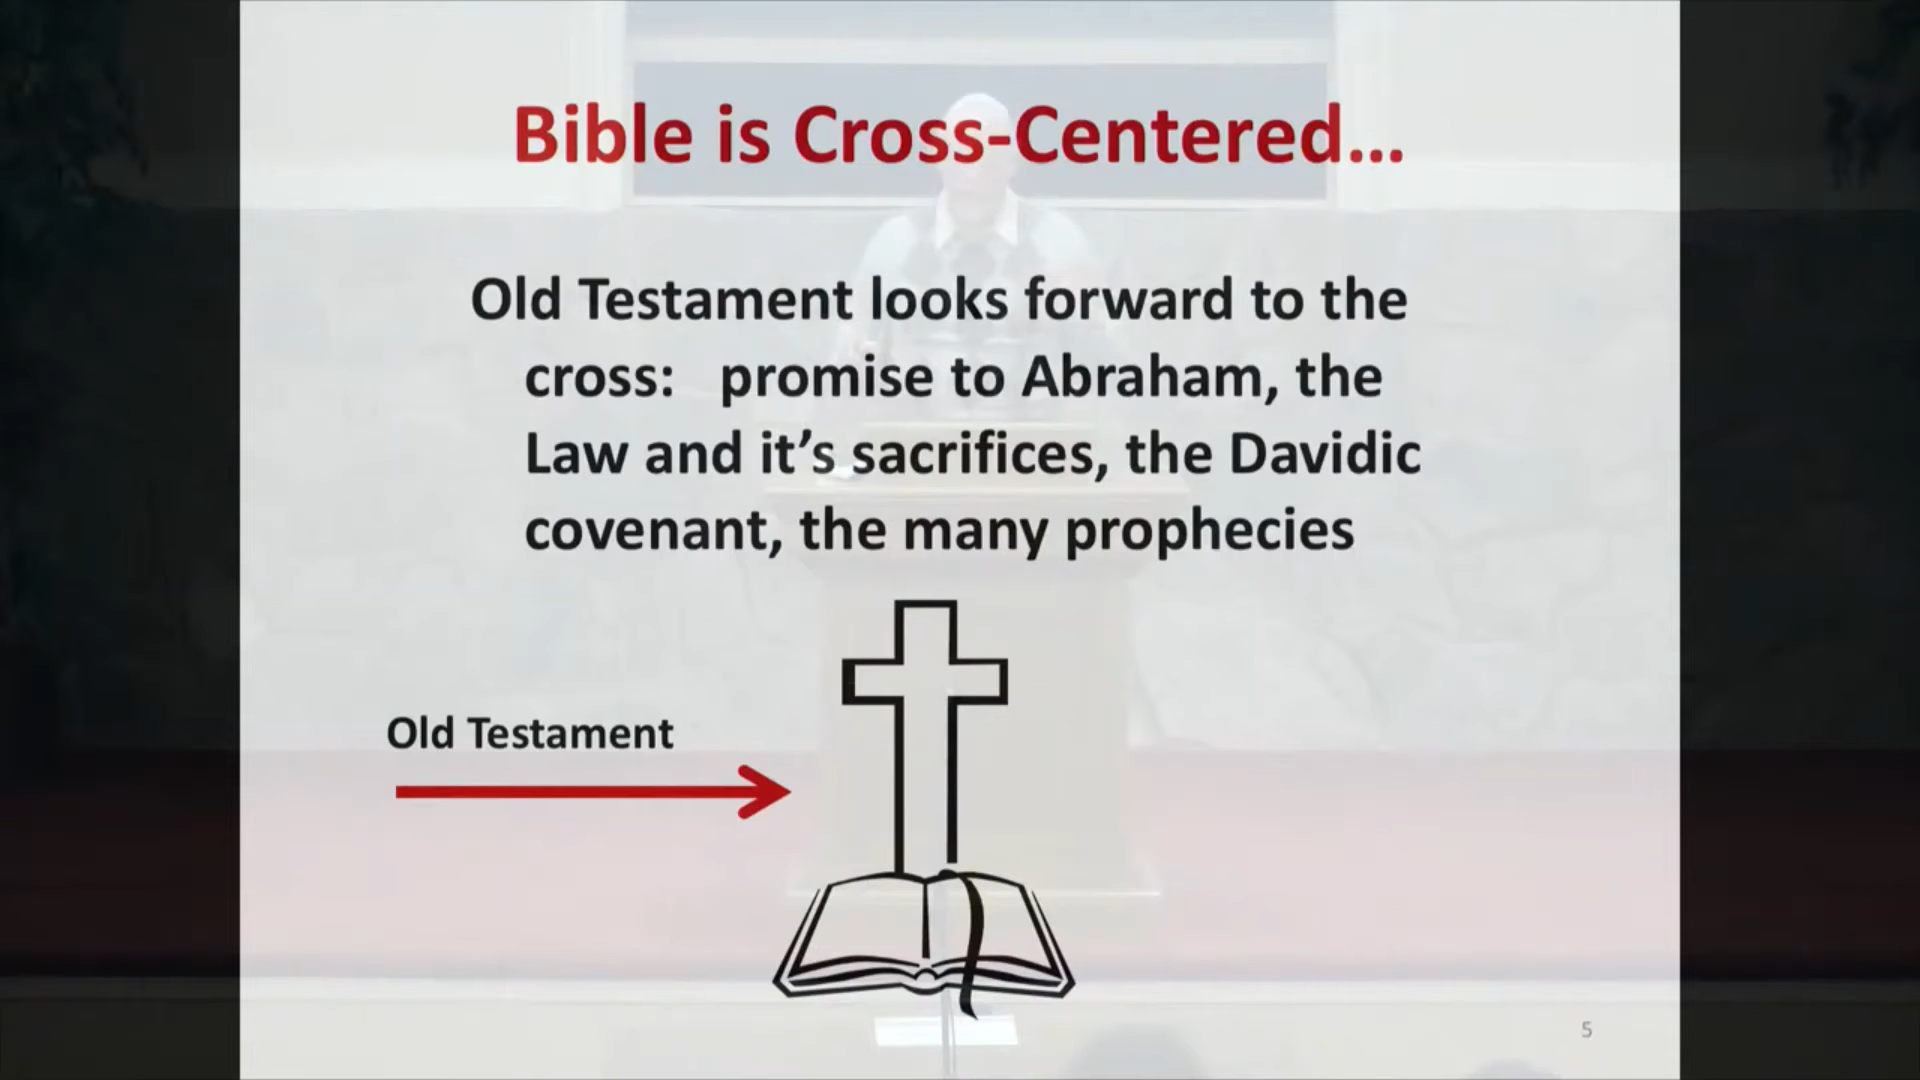 Bible is Cross-Centered...
Old Testament looks forward to the
cross: promise to Abraham, the
Law and it’s sacrifices, the Davidic
covenant, the many prophecies
Old Testament
5